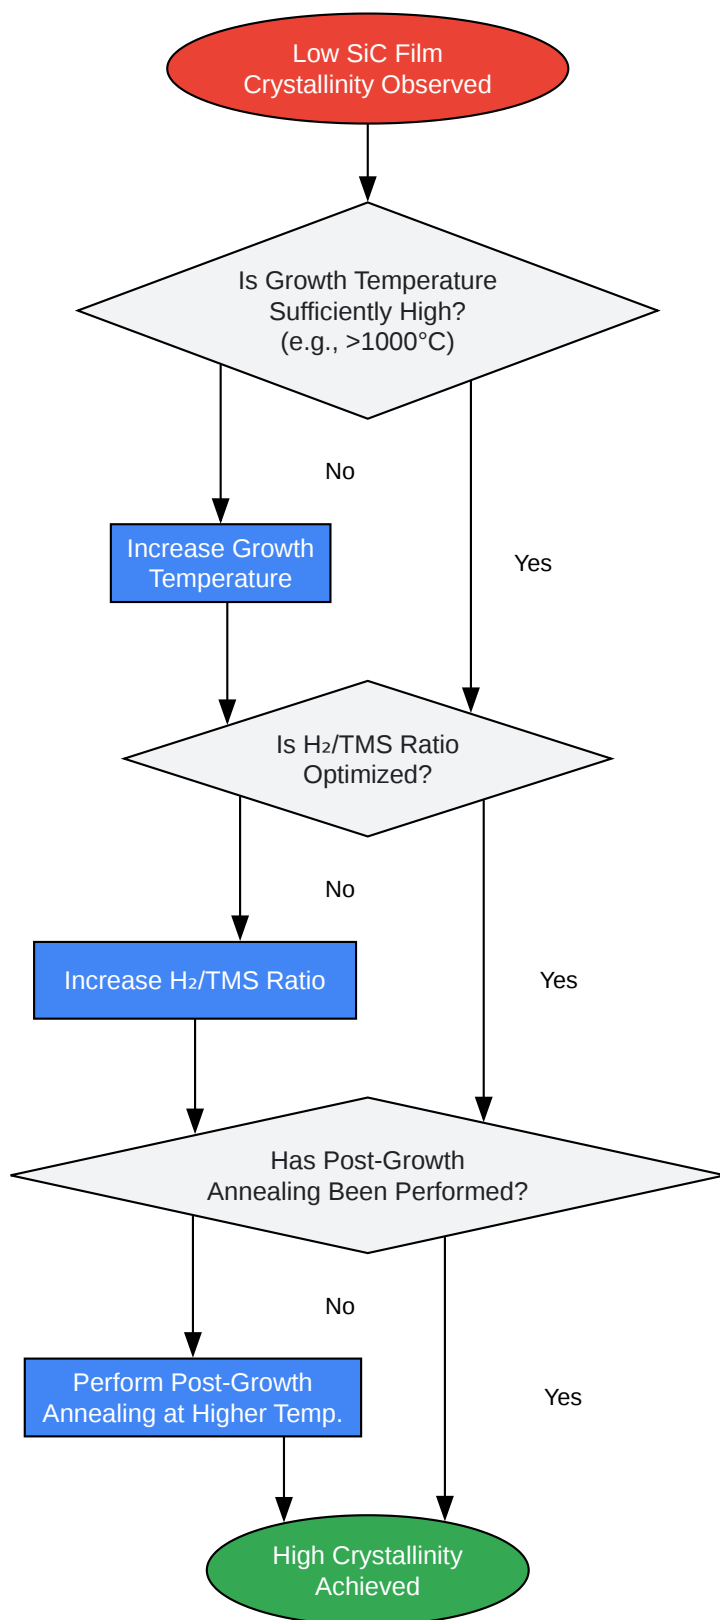 Low SiC Film
Crystallinity Observed
Is Growth Temperature
Sufficiently High?
(e.g., >1000°C)
No
Increase Growth
Temperature
Yes
Is H₂/TMS Ratio
Optimized?
No
Increase H₂/TMS Ratio
Yes
Has Post-Growth
Annealing Been Performed?
No
Perform Post-Growth
Annealing at Higher Temp.
Yes
High Crystallinity
Achieved